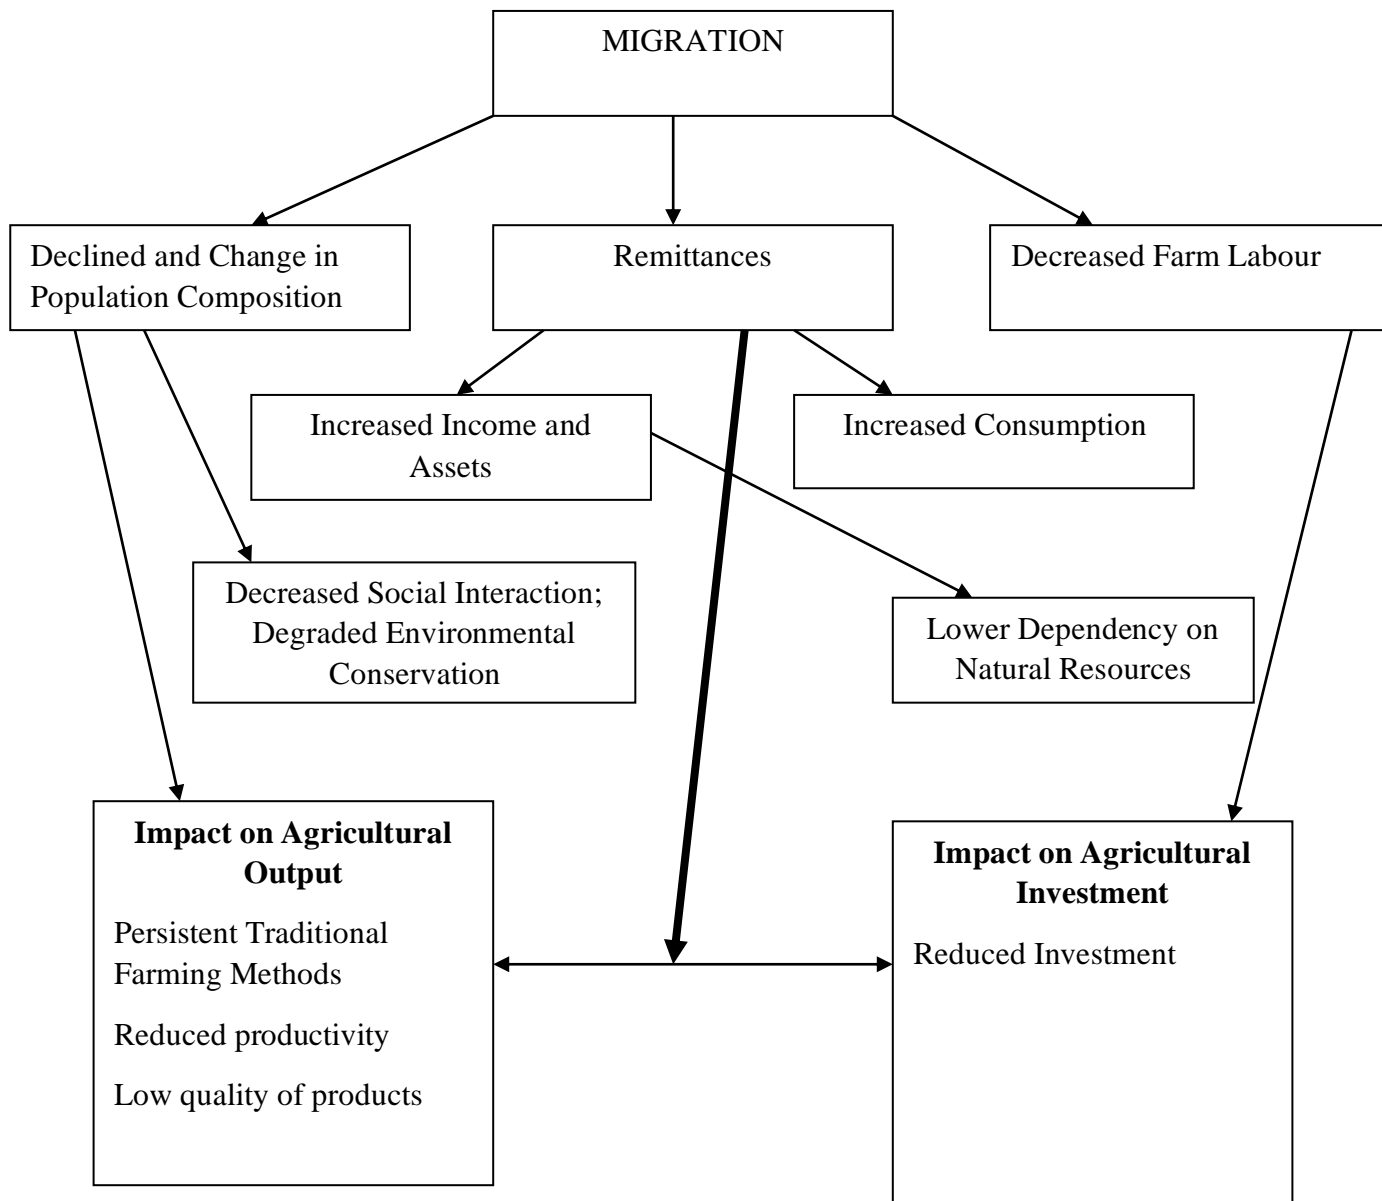 MIGRATION
Declined and Change in
Population Composition
Remittances
Decreased Farm Labour
Increased Income and
Assets
Increased Consumption
Decreased Social Interaction;
Degraded Environmental
Conservation
Lower Dependency on
Natural Resources
Impact on Agricultural
Output
Persistent Traditional
Farming Methods
Reduced productivity
Low quality of products
Impact on Agricultural
Investment
Reduced Investment